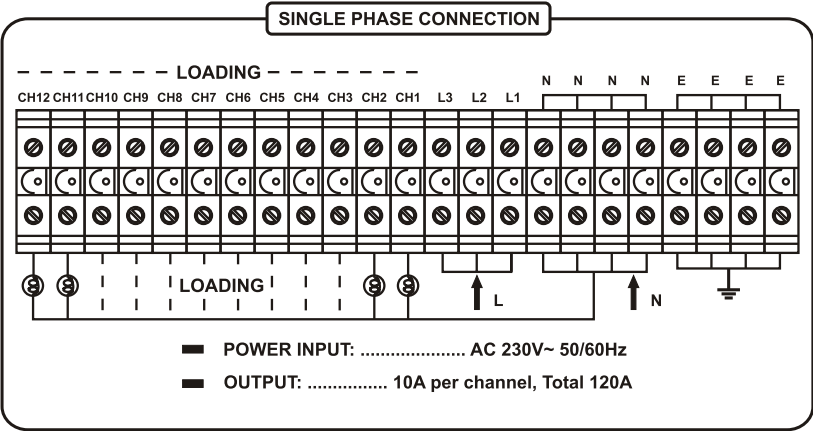 SINGLE PHASE CONNECTION
LOADING
N N N N E E E E
CH12 CH11 CH10 CH9 CH8 CH7 CH6 CH5 CH4 CH3 CH2 CH1 L3 L2 L1
LOADING
L N
POWER INPUT: ..................... AC 230V~ 50/60Hz
OUTPUT: ................ 10A per channel, Total 120A